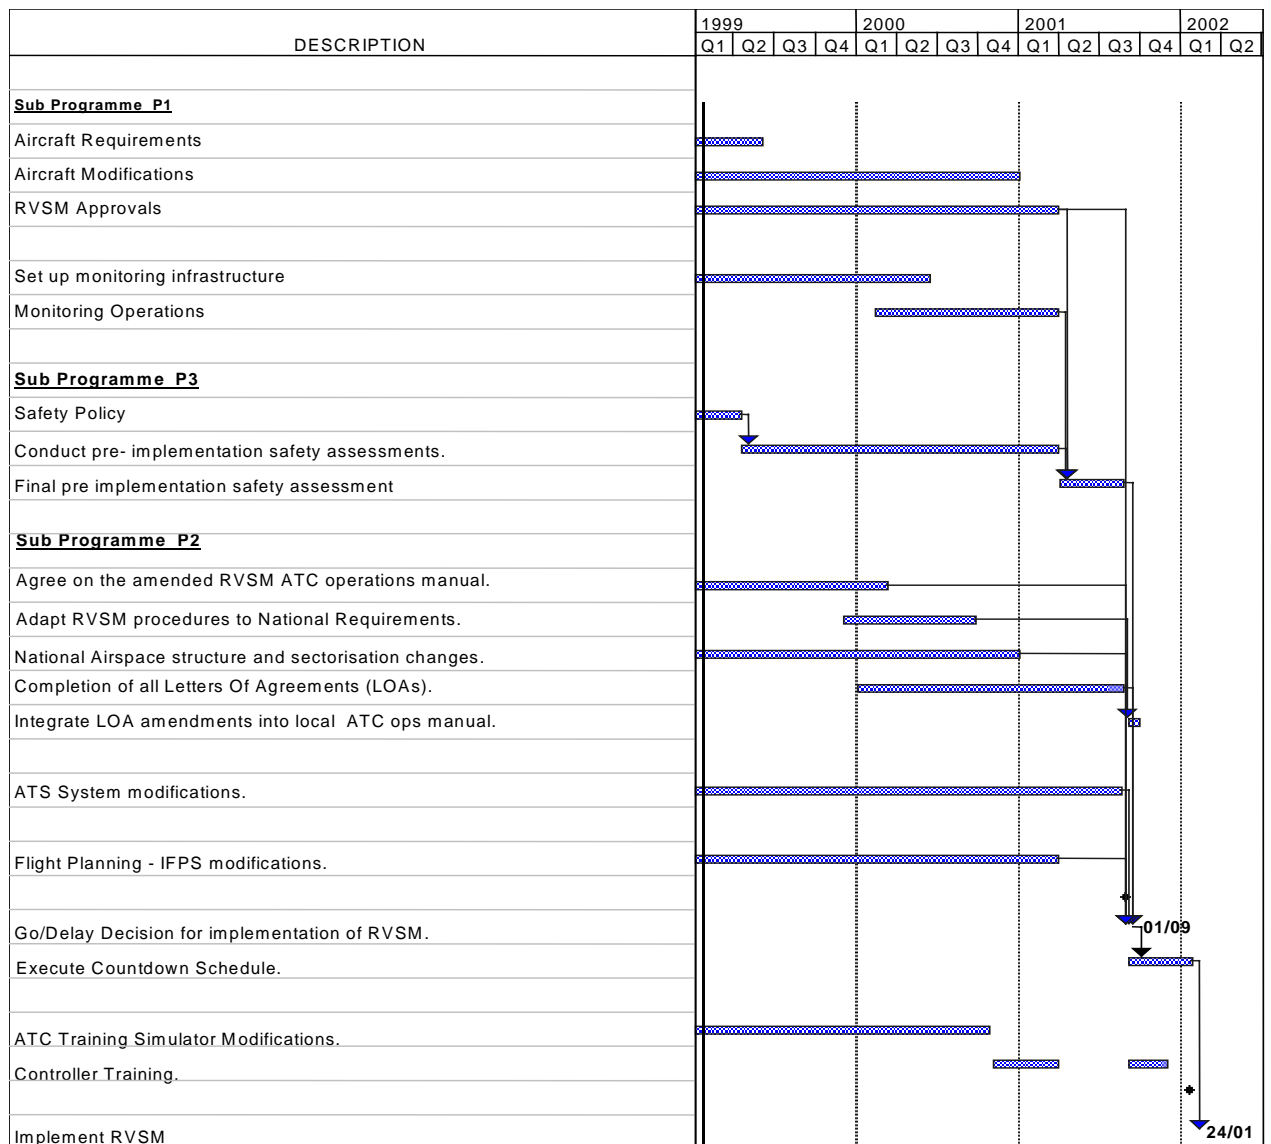 1999 2000 2001 2002
DESCRIPTION Q1 Q2 Q3 Q4 Q1 Q2 Q3 Q4 Q1 Q2 Q3 Q4 Q1 Q2
Sub Programme P1
Aircraft Requirements
Aircraft Modifications
RVSM Approvals
Set up monitoring infrastructure
Monitoring Operations
Sub Programme P3
Safety Policy
Conduct pre- implementation safety assessments.
Final pre implementation safety assessment
Sub Programme P2
Agree on the amended RVSM ATC operations manual.
Adapt RVSM procedures to National Requirements.
National Airspace structure and sectorisation changes.
Completion of all Letters Of Agreements (LOAs).
Integrate LOA amendments into local ATC ops manual.
ATS System modifications.
Flight Planning - IFPS modifications.
Go/Delay Decision for implementation of RVSM. 01/09
Execute Countdown Schedule.
ATC Training Simulator Modifications.
Controller Training.
Implement RVSM 24/01